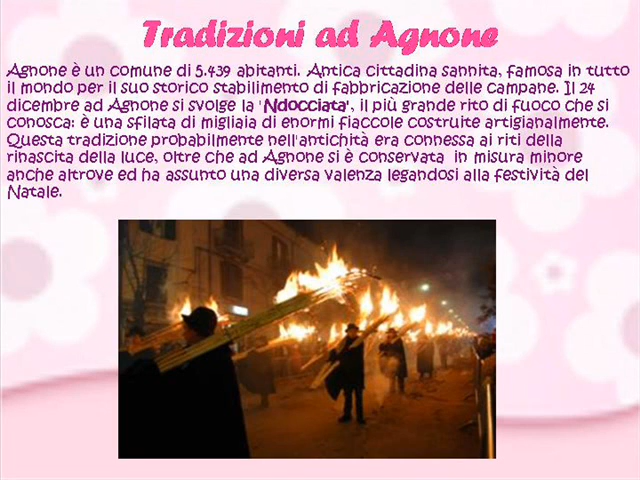 Tradizioni ad Agnone
Agnone è un comune di 5.439 abitanti. Antica cittadina sannita, famosa in tutto
il mondo per il suo storico stabilimento di fabbricazione delle campane. Il 24
dicembre ad Agnone si svolge la 'Ndocciata', il più grande rito di fuoco che si
conosca: è una sfilata di migliaia di enormi fiaccole costruite artigianalmente.
Questa tradizione probabilmente nell'antichità era connessa ai riti della
rinascita della luce, oltre che ad Agnone si è conservata in misura minore
anche altrove ed ha assunto una diversa valenza legandosi alla festività del
Natale.